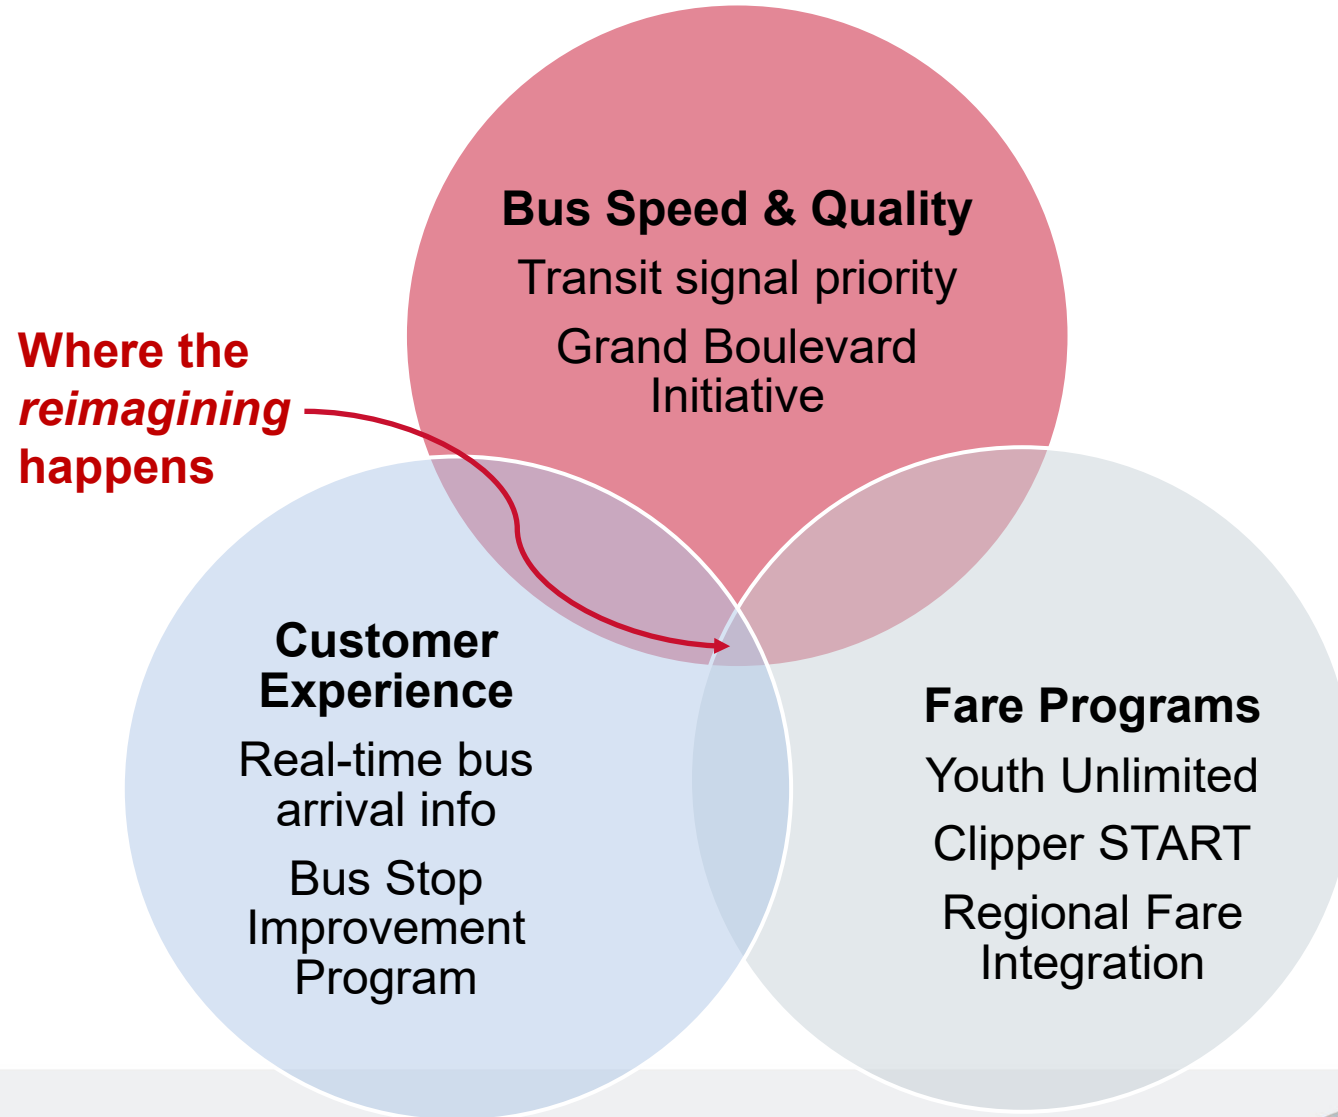 Bus Speed & Quality
Transit signal priority
Grand Boulevard
Initiative
Where the
reimagining
happens
Customer
Experience
Real-time bus
arrival info
Bus Stop
Improvement
Program
Fare Programs
Youth Unlimited
Clipper START
Regional Fare
Integration